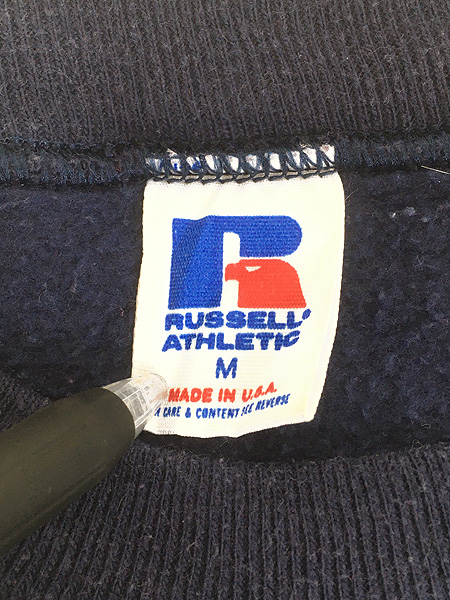 RUSSELL
ATHLETIC
M
MADE IN U.S.A.
CARE & CONTENT SEE REVERSE